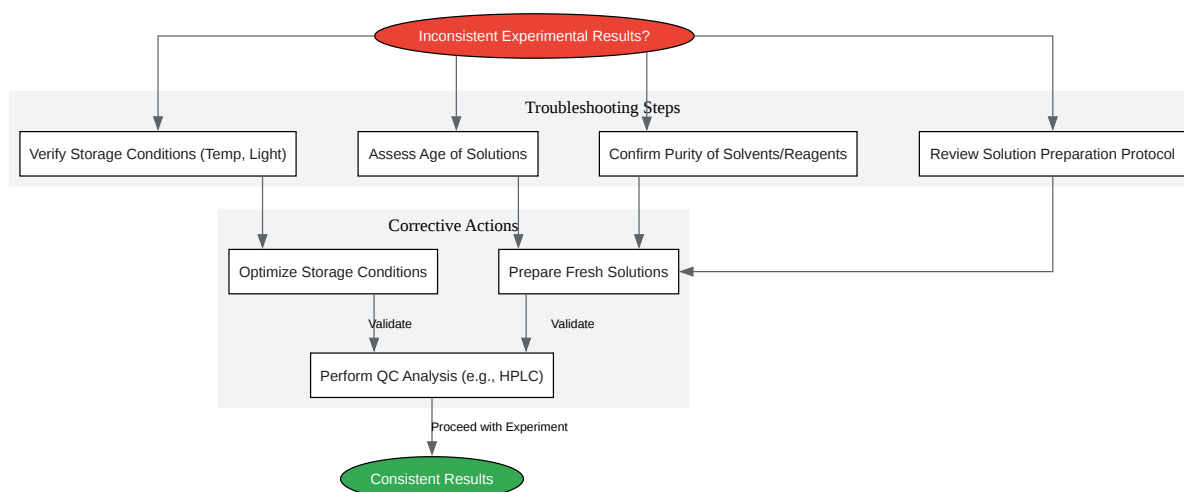 Inconsistent Experimental Results?
Troubleshooting Steps
Verify Storage Conditions (Temp, Light)
Assess Age of Solutions
Confirm Purity of Solvents/Reagents
Review Solution Preparation Protocol
Corrective Actions
Optimize Storage Conditions
Prepare Fresh Solutions
Validate
Validate
Perform QC Analysis (e.g., HPLC)
Proceed with Experiment
Consistent Results